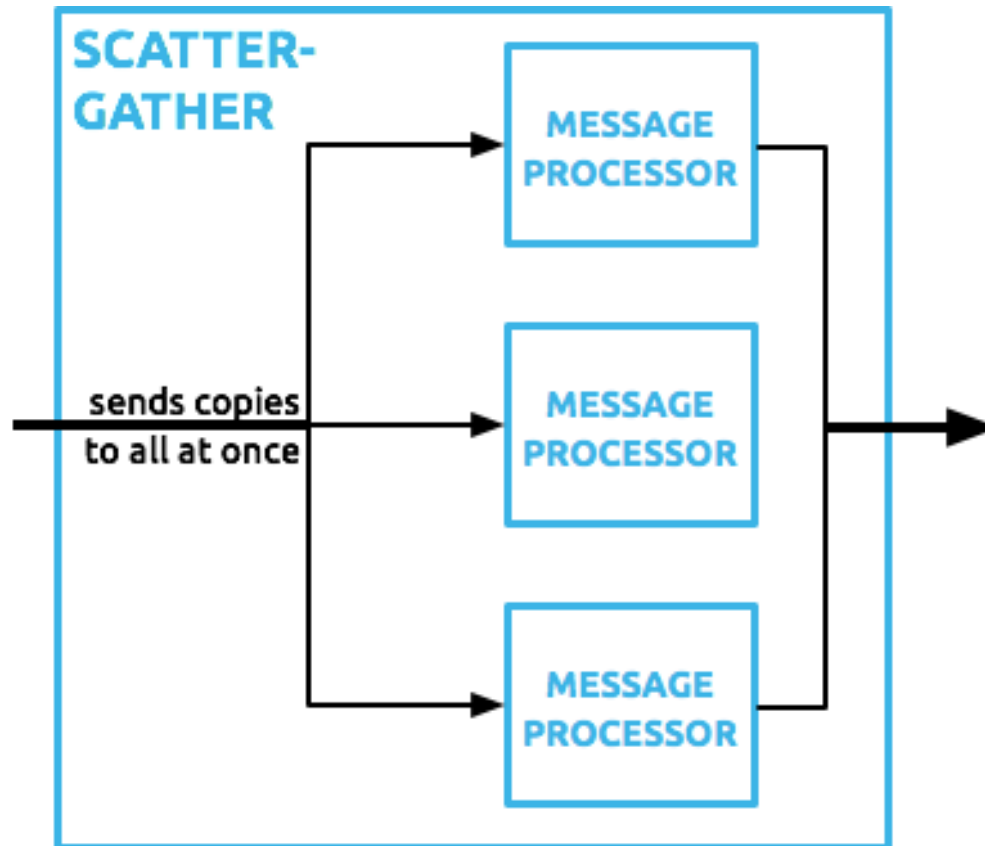 SCATTER-
GATHER
MESSAGE
PROCESSOR
sends copies
to all at once
MESSAGE
PROCESSOR
MESSAGE
PROCESSOR